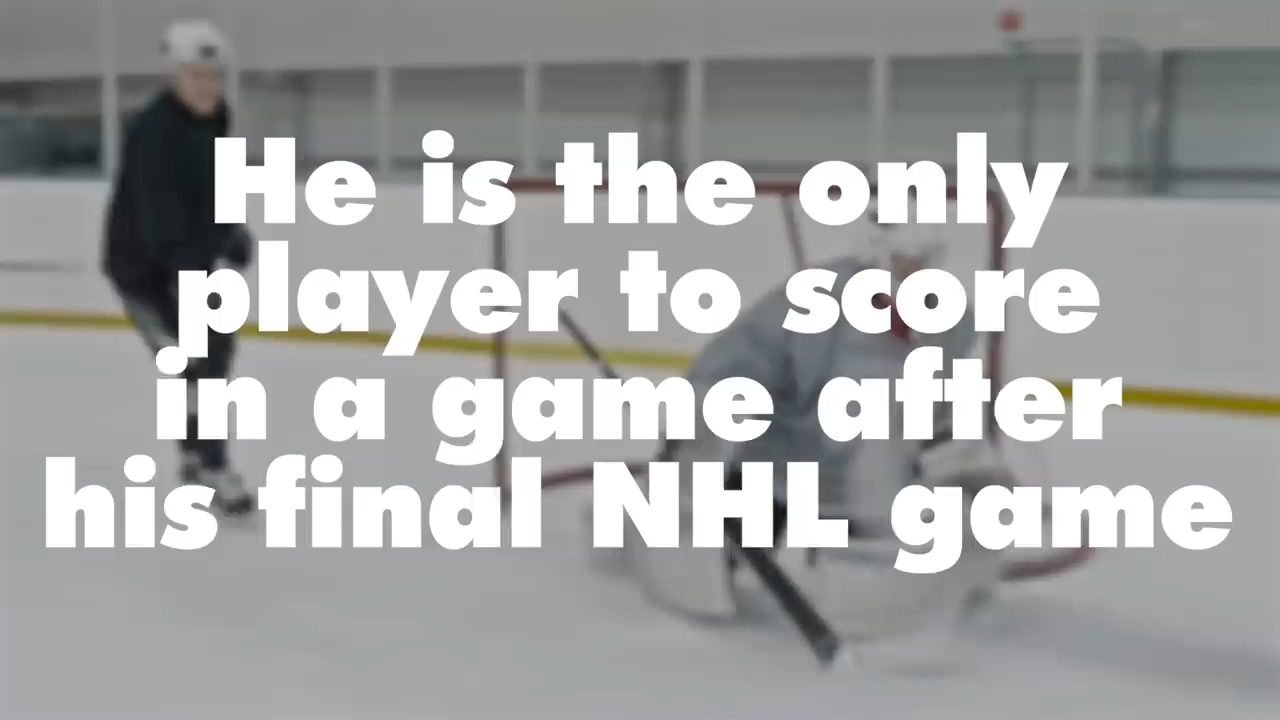 He is the only
player to score
in a game after
his final NHL game